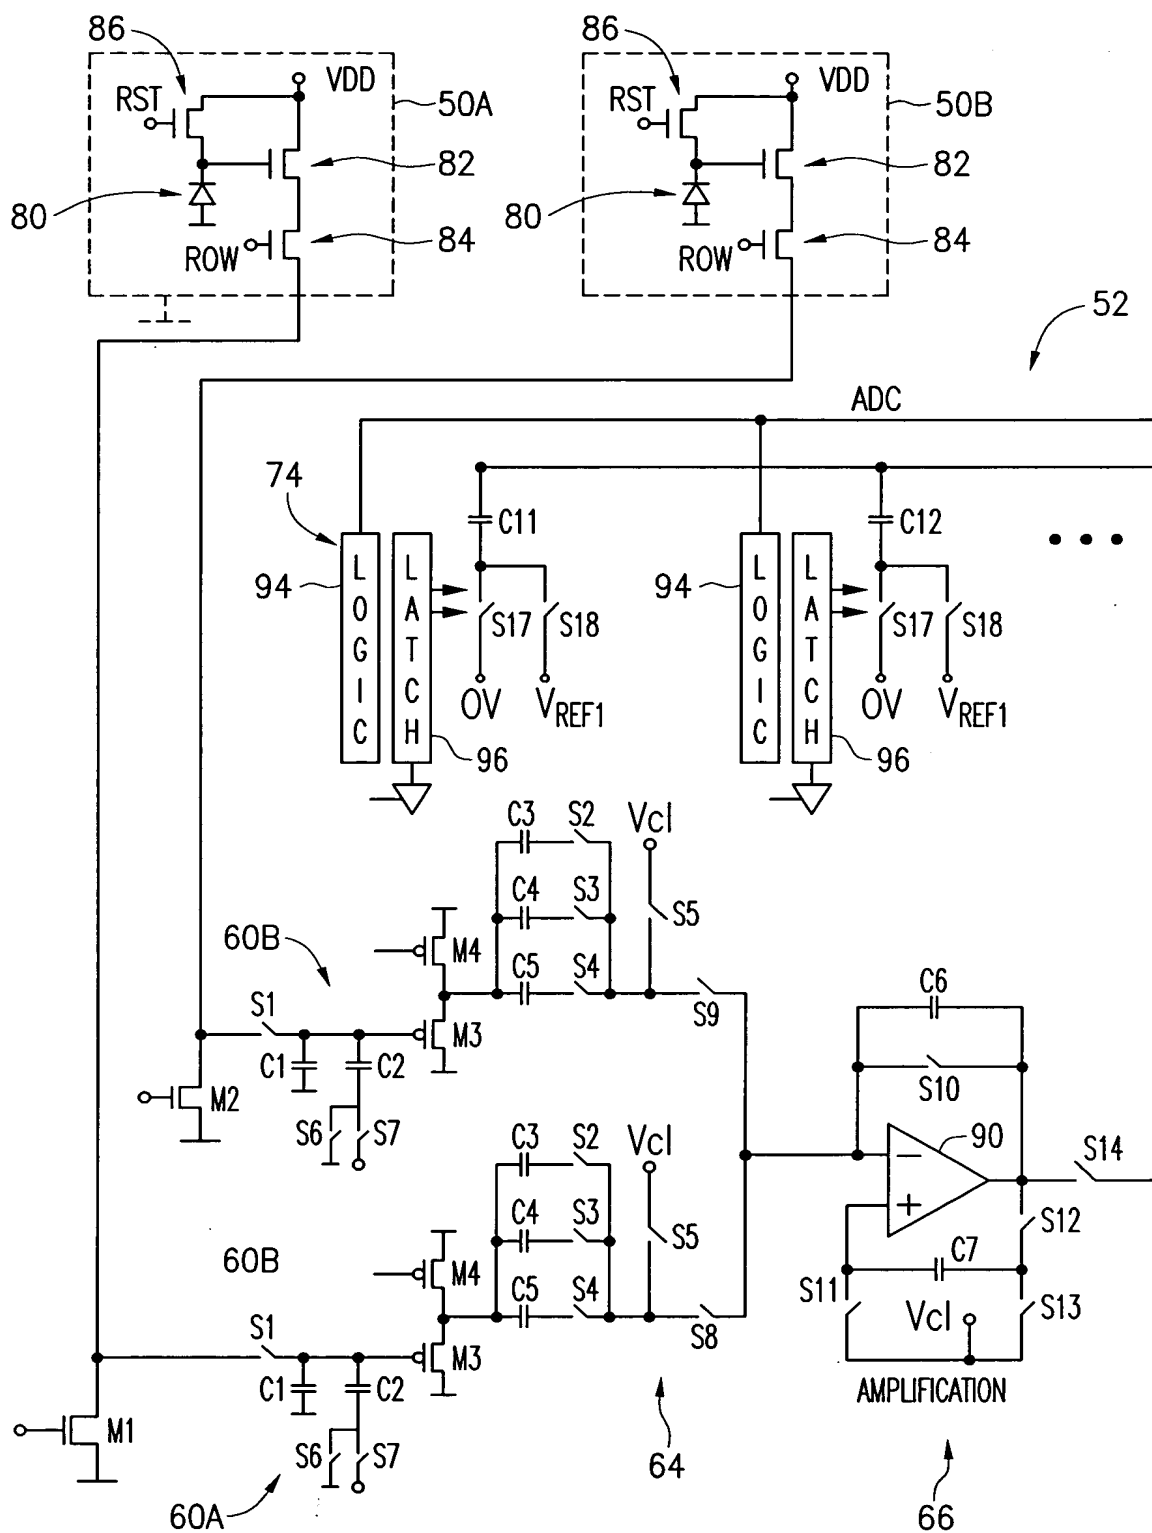 86
86
VDD
VDD
RST
50A
RST
50B
82
82
80
80
84
84
ROW
ROW
52
ADC
74
C11
C12
94
LOGIC
LATCH
S17
S18
94
LOGIC
LATCH
S17
S18
0V
VREF1
0V
VREF1
96
96
C3
S2
Vcl
C4
S3
S5
60B
M4
C5
S4
C6
S1
S9
M3
C1
C2
S10
M2
S6
S7
C3
S2
Vcl
90
S14
C4
S3
S5
S12
60B
M4
C7
C5
S4
S11
Vcl
S13
S1
S8
M3
C1
C2
AMPLIFICATION
M1
S6
S7
64
60A
66